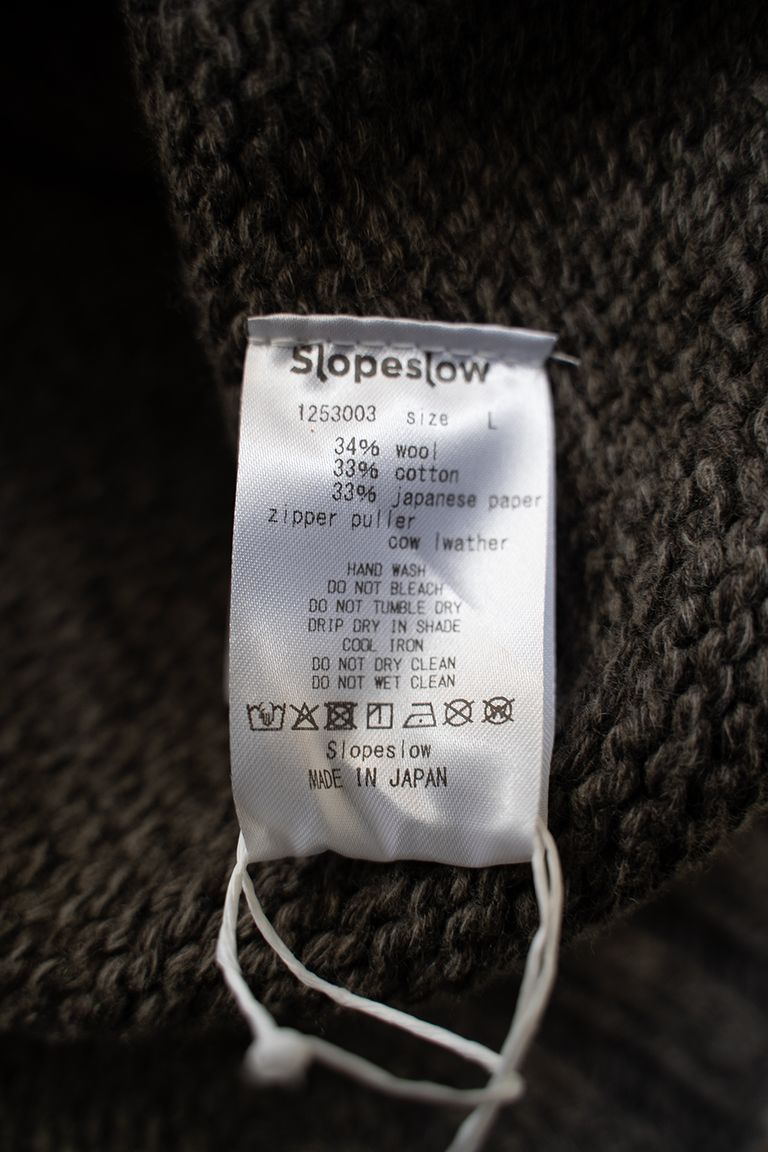 Slopeslow
1253003 size L
34% wool
33% cotton
33% japanese paper
zipper puller
cow lwather
HAND WASH
DO NOT BLEACH
DO NOT TUMBLE DRY
DRIP DRY IN SHADE
COOL IRON
DO NOT DRY CLEAN
DO NOT WET CLEAN
Slopeslow
MADE IN JAPAN